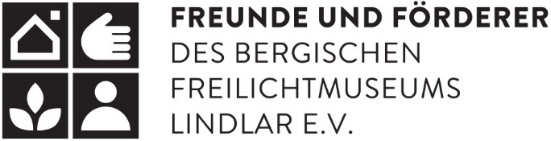 FREUNDE UND FÖRDERER
DES BERGISCHEN
FREILICHTMUSEUMS
LINDLAR E.V.